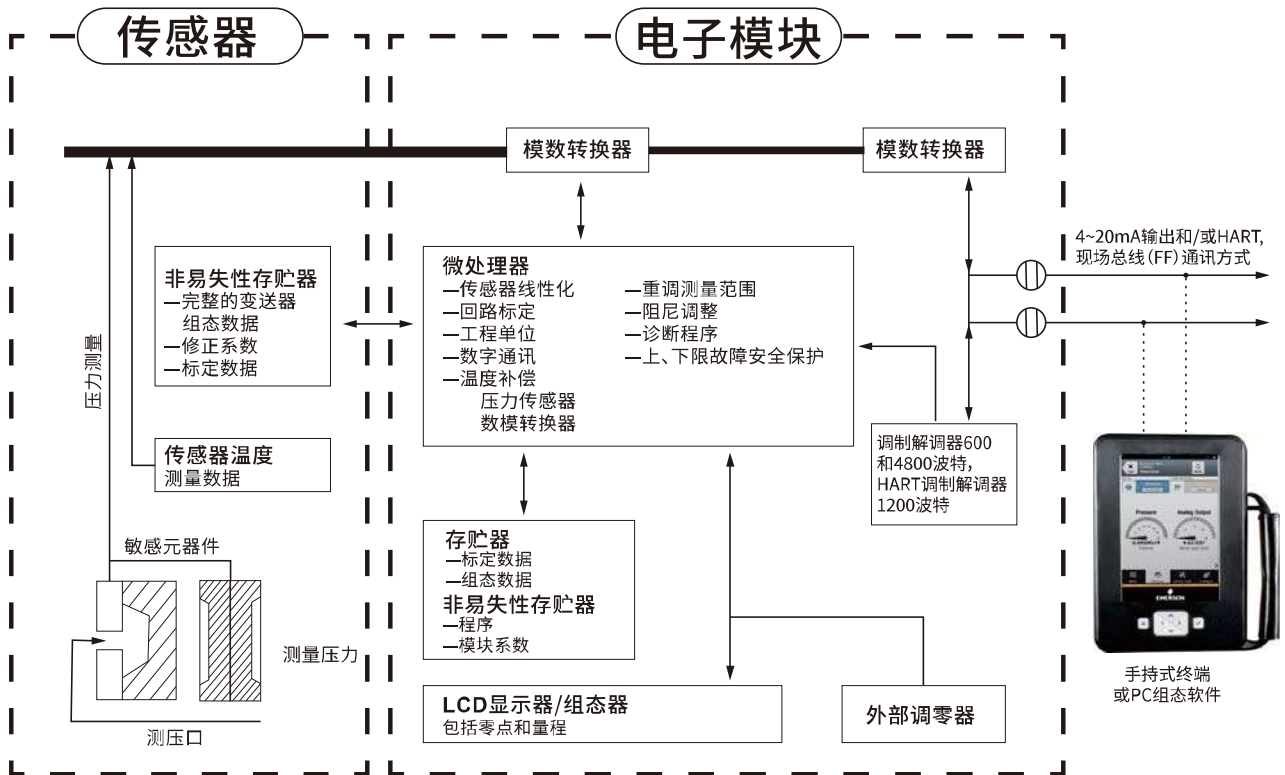 传感器
电子模块
模数转换器
模数转换器
4~20mA输出和/或HART,
现场总线(FF)通讯方式
非易失性存贮器
—完整的变送器
组态数据
—修正系数
—标定数据
压力测量
传感器温度
测量数据
敏感元器件
测量压力
测压口
微处理器
—传感器线性化
—回路标定
—工程单位
—数字通讯
—温度补偿
压力传感器
数模转换器
—重调测量范围
—阻尼调整
—诊断程序
—上、下限故障安全保护
调制解调器600
和4800波特，
HART调制解调器
1200波特
存贮器
—标定数据
—组态数据
非易失性存贮器
—程序
—模块系数
LCD显示器/组态器
包括零点和量程
外部调零器
Pressure
Analog Output
EMERSON
手持式终端
或PC组态软件